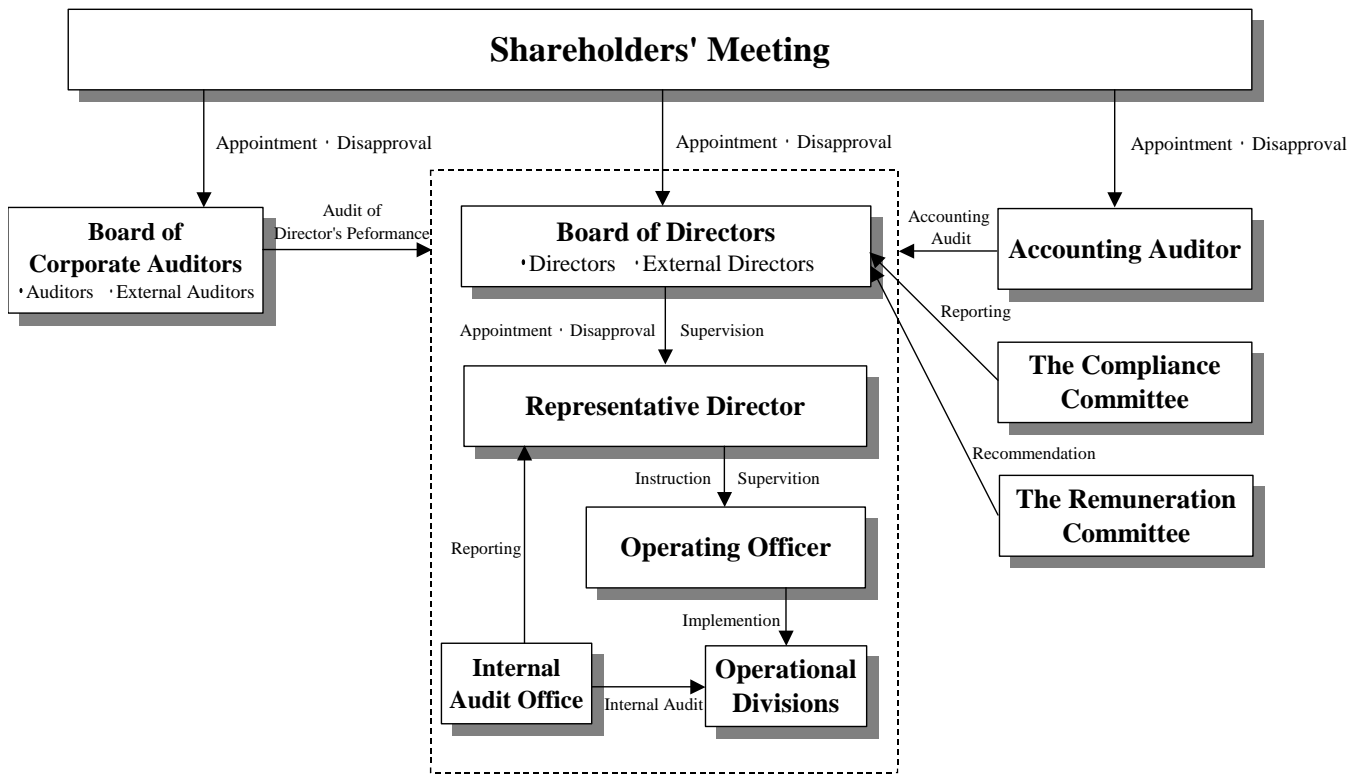 Shareholders' Meeting
Appointment・Disapproval
Appointment・Disapproval
Appointment・Disapproval
Board of
Corporate Auditors
・Auditors ・External Auditors
Audit of
Director's Peformance
Board of Directors
・Directors ・External Directors
Accounting
Audit
Accounting Auditor
Reporting
Appointment・Disapproval Supervision
The Compliance
Committee
Representative Director
Recommendation
Instruction Supervition
The Remuneration
Committee
Operating Officer
Reporting
Implemention
Internal
Audit Office
Internal Audit
Operational
Divisions